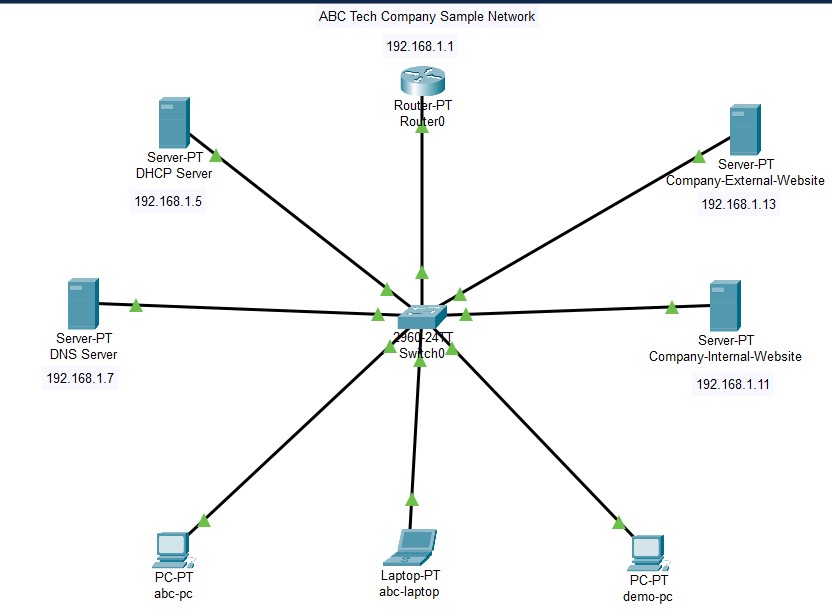 ABC Tech Company Sample Network
192.168.1.1
Router-PT
Router0
Server-PT
DHCP Server
192.168.1.5
Server-PT
Company-External-Website
192.168.1.13
Server-PT
DNS Server
192.168.1.7
2960-24TT
Switch0
Server-PT
Company-Internal-Website
192.168.1.11
PC-PT
abc-pc
Laptop-PT
abc-laptop
PC-PT
demo-pc